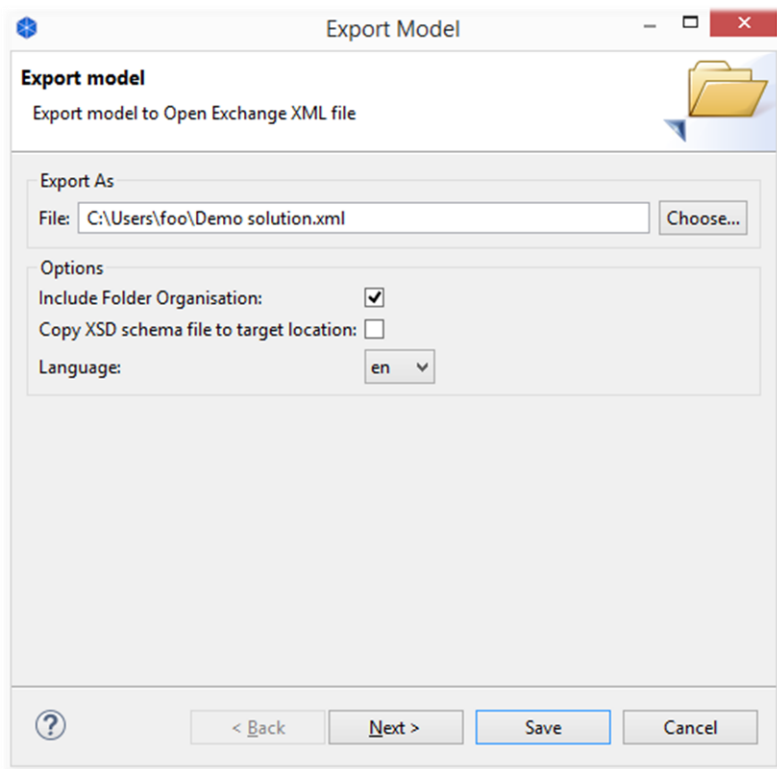 Export Model
Export model
Export model to Open Exchange XML file
Export As
File: C:\Users\foo\Demo solution.xml Choose...
Options
Include Folder Organisation:
Copy XSD schema file to target location:
Language: en
? < Back Next > Save Cancel